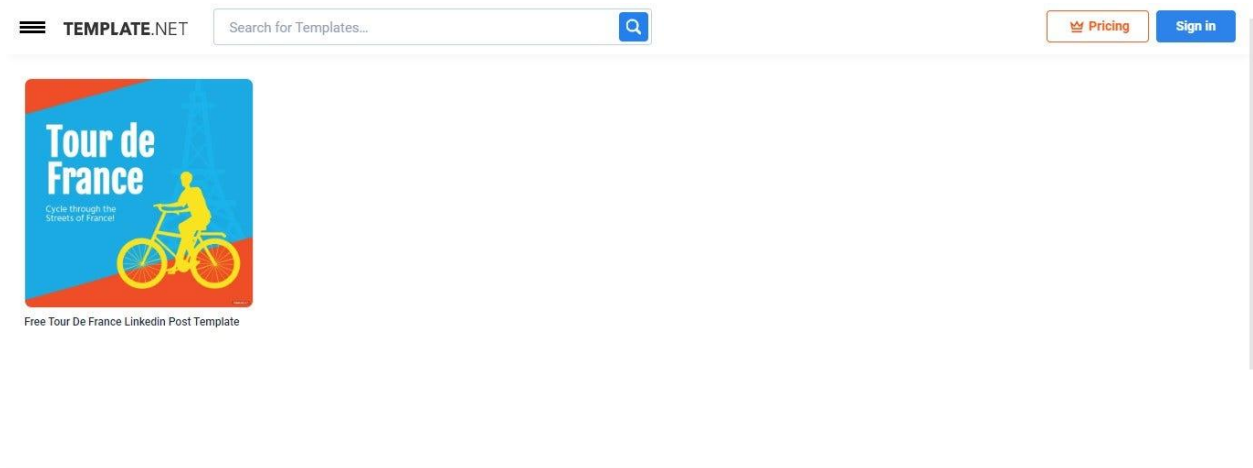 TEMPLATE.NET
Search for Templates...
Pricing
Sign in
Tour de
France
Cycle through the
Streets of France!
Free Tour De France Linkedin Post Template